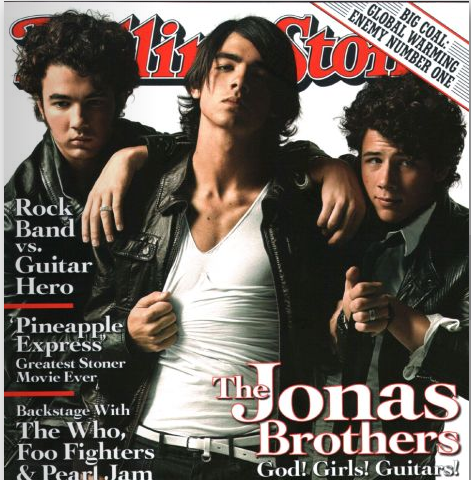 Rolling Stone
BIG COAL:
GLOBAL WARMING
ENEMY NUMBER ONE
Rock
Band
vs.
Guitar
Hero
'Pineapple
Express'
Greatest Stoner
Movie Ever
Backstage With
The Who,
Foo Fighters
& Pearl Jam
The Jonas
Brothers
God! Girls! Guitars!